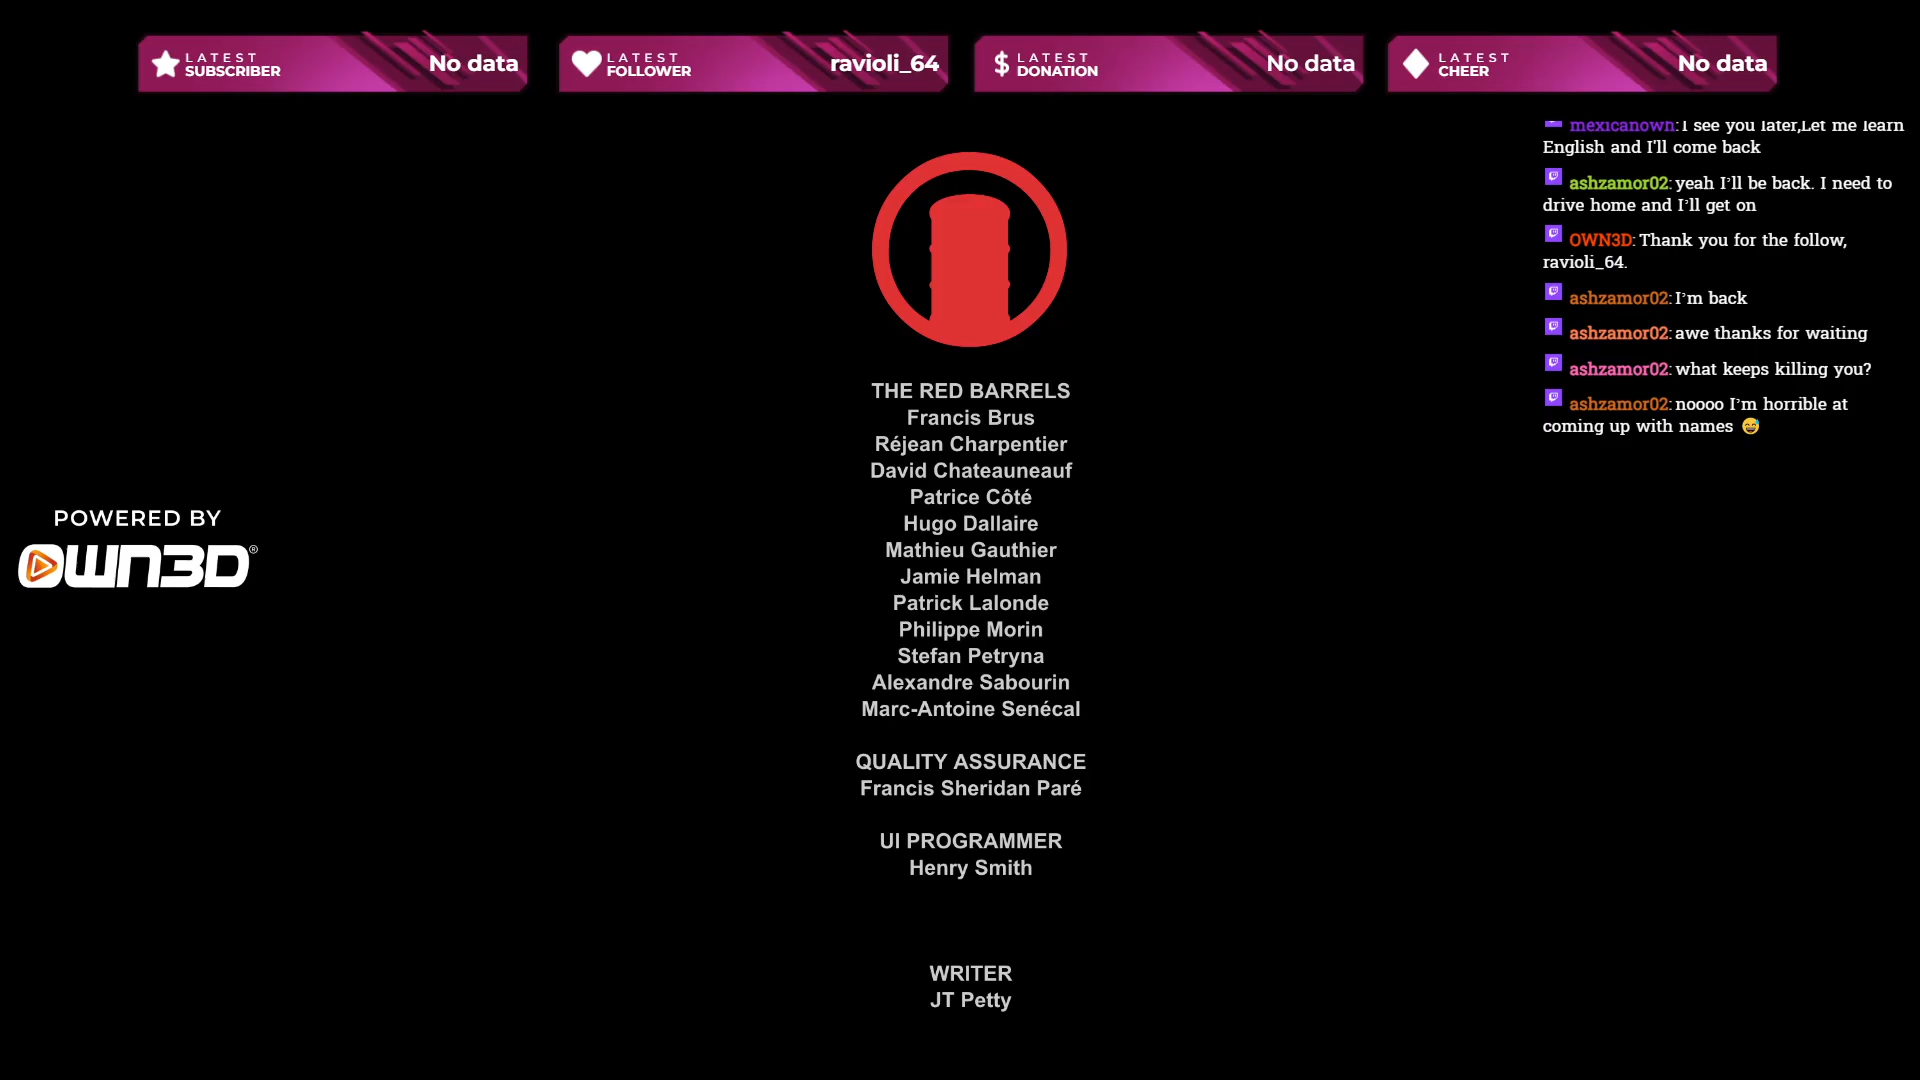 LATEST
SUBSCRIBER
No data
LATEST
FOLLOWER
ravioli_64
LATEST
DONATION
No data
LATEST
CHEER
No data
mexicanown: I see you later,Let me learn
English and I'll come back
ashzamor02: yeah I’ll be back. I need to
drive home and I’ll get on
OWN3D: Thank you for the follow,
ravioli_64.
ashzamor02: I’m back
ashzamor02: awe thanks for waiting
ashzamor02: what keeps killing you?
ashzamor02: noooo I’m horrible at
coming up with names 😅
POWERED BY
OWN3D®
THE RED BARRELS
Francis Brus
Réjean Charpentier
David Chateauneauf
Patrice Côté
Hugo Dallaire
Mathieu Gauthier
Jamie Helman
Patrick Lalonde
Philippe Morin
Stefan Petryna
Alexandre Sabourin
Marc-Antoine Senécal
QUALITY ASSURANCE
Francis Sheridan Paré
UI PROGRAMMER
Henry Smith
WRITER
JT Petty